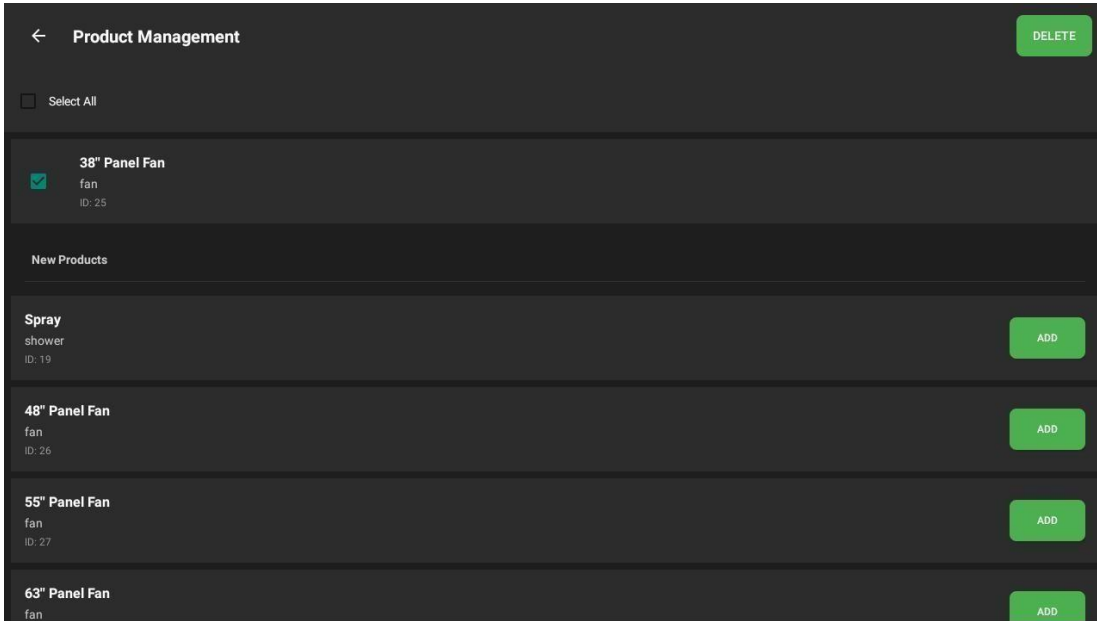 Product Management
DELETE
Select All
38" Panel Fan
fan
ID: 25
New Products
Spray
shower
ID: 19
ADD
48" Panel Fan
fan
ID: 26
ADD
55" Panel Fan
fan
ID: 27
ADD
63" Panel Fan
fan
ADD